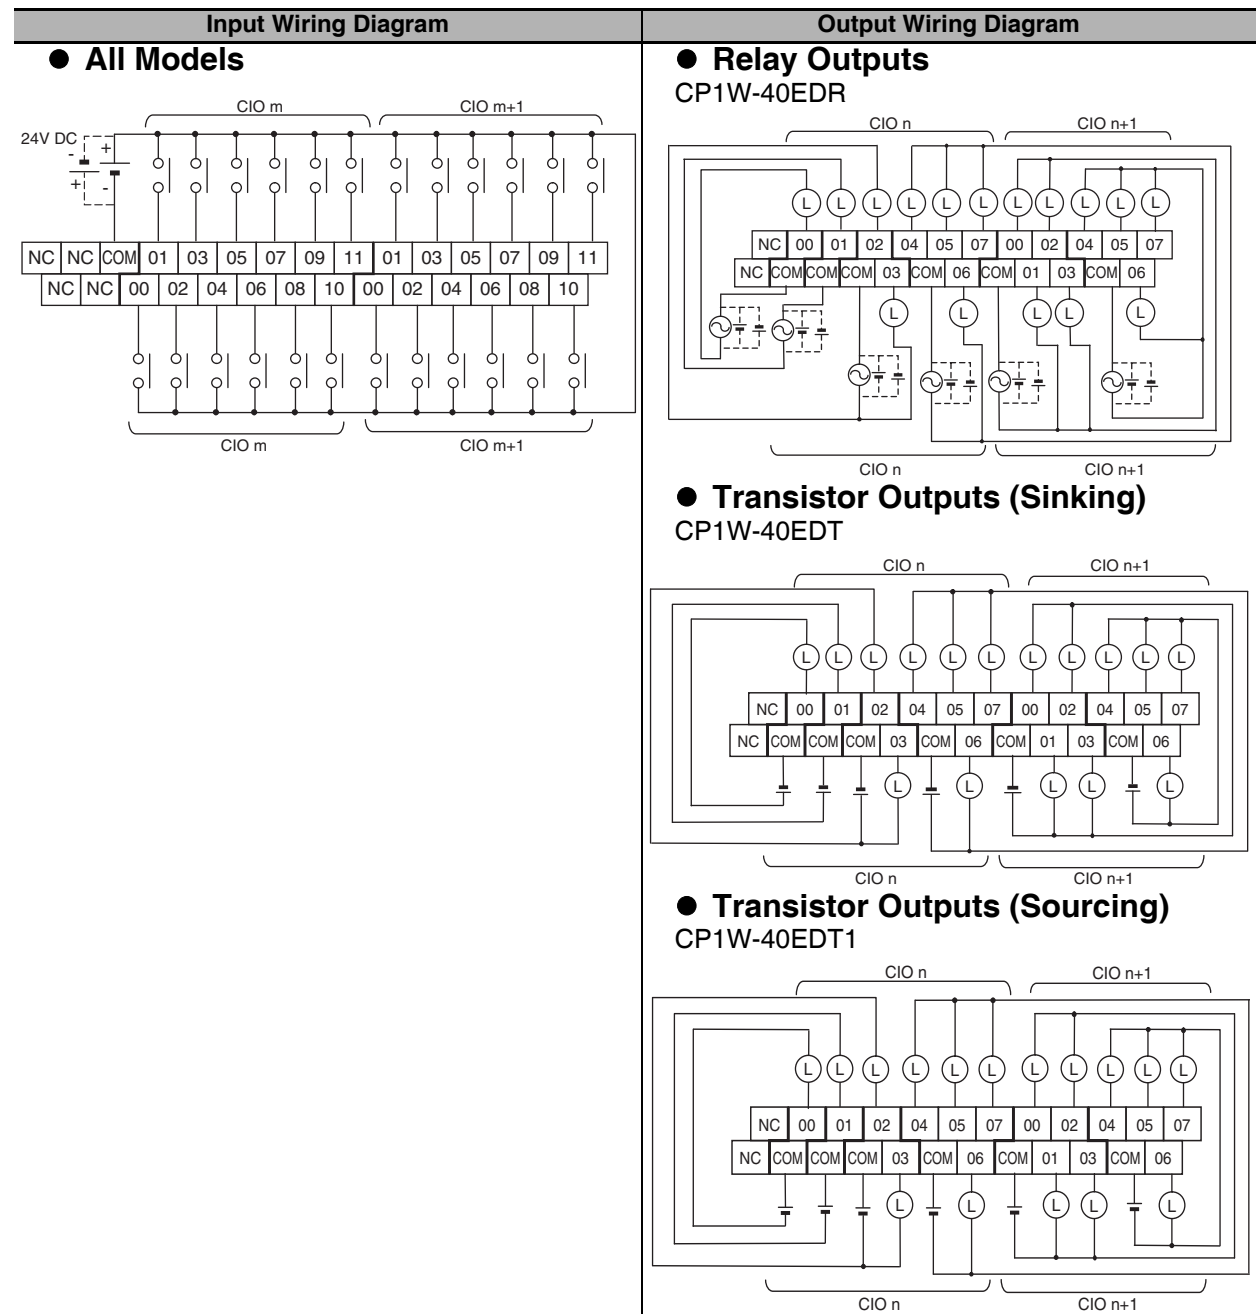 Input Wiring Diagram
● All Models
CIO m CIO m+1
24V DC
- +
+ -
NC NC COM 01 03 05 07 09 11 01 03 05 07 09 11
NC NC 00 02 04 06 08 10 00 02 04 06 08 10
CIO m CIO m+1
Output Wiring Diagram
● Relay Outputs
CP1W-40EDR
CIO n CIO n+1
L L L L L L L L L L L
NC 00 01 02 04 05 07 00 02 04 05 07
NC COM COM COM 03 COM 06 COM 01 03 COM 06
L L L L L
CIO n CIO n+1
● Transistor Outputs (Sinking)
CP1W-40EDT
CIO n CIO n+1
L L L L L L L L L L L
NC 00 01 02 04 05 07 00 02 04 05 07
NC COM COM COM 03 COM 06 COM 01 03 COM 06
L L L L L
CIO n CIO n+1
● Transistor Outputs (Sourcing)
CP1W-40EDT1
CIO n CIO n+1
L L L L L L L L L L L
NC 00 01 02 04 05 07 00 02 04 05 07
NC COM COM COM 03 COM 06 COM 01 03 COM 06
L L L L L
CIO n CIO n+1